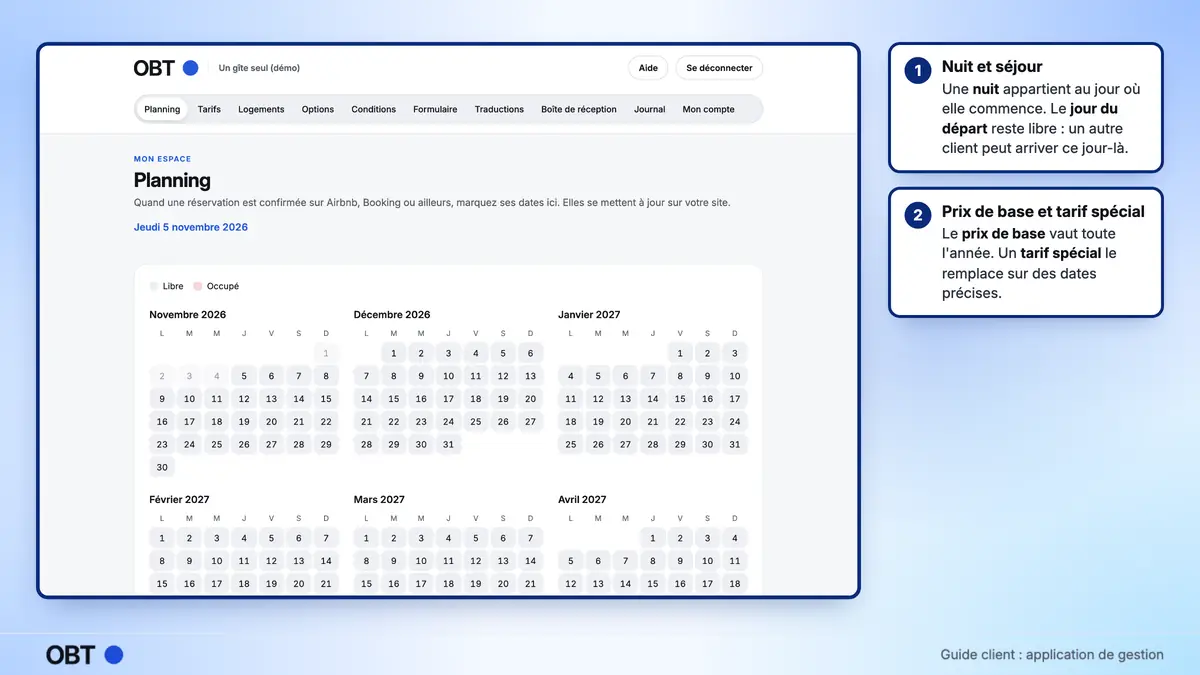 OBT
Un gîte seul (démo)
Aide
Se déconnecter
Planning Tarifs Logements Options Conditions Formulaire Traductions Boîte de réception Journal Mon compte
MON ESPACE
Planning
Quand une réservation est confirmée sur Airbnb, Booking ou ailleurs, marquez ses dates ici. Elles se mettent à jour sur votre site.
Jeudi 5 novembre 2026
Libre Occupé
Novembre 2026
L M M J V S D
1
2 3 4 5 6 7 8
9 10 11 12 13 14 15
16 17 18 19 20 21 22
23 24 25 26 27 28 29
30
Décembre 2026
L M M J V S D
1 2 3 4 5 6
7 8 9 10 11 12 13
14 15 16 17 18 19 20
21 22 23 24 25 26 27
28 29 30 31
Janvier 2027
L M M J V S D
1 2 3
4 5 6 7 8 9 10
11 12 13 14 15 16 17
18 19 20 21 22 23 24
25 26 27 28 29 30 31
Février 2027
L M M J V S D
1 2 3 4 5 6 7
8 9 10 11 12 13 14
15 16 17 18 19 20 21
Mars 2027
L M M J V S D
1 2 3 4 5 6 7
8 9 10 11 12 13 14
15 16 17 18 19 20 21
Avril 2027
L M M J V S D
1 2 3 4
5 6 7 8 9 10 11
12 13 14 15 16 17 18
1
Nuit et séjour
Une nuit appartient au jour où
elle commence. Le jour du
départ reste libre : un autre
client peut arriver ce jour-là.
2
Prix de base et tarif spécial
Le prix de base vaut toute
l'année. Un tarif spécial le
remplace sur des dates
précises.
OBT
Guide client : application de gestion